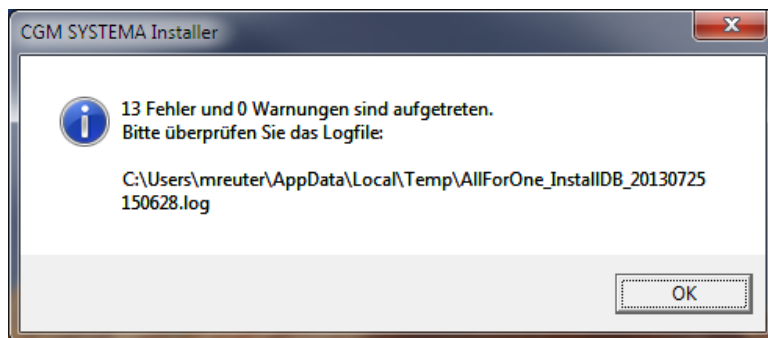 CGM SYSTEMA Installer
13 Fehler und 0 Warnungen sind aufgetreten.
Bitte überprüfen Sie das Logfile:
C:\Users\mreuter\AppData\Local\Temp\AllForOne_InstallDB_20130725
150628.log
OK